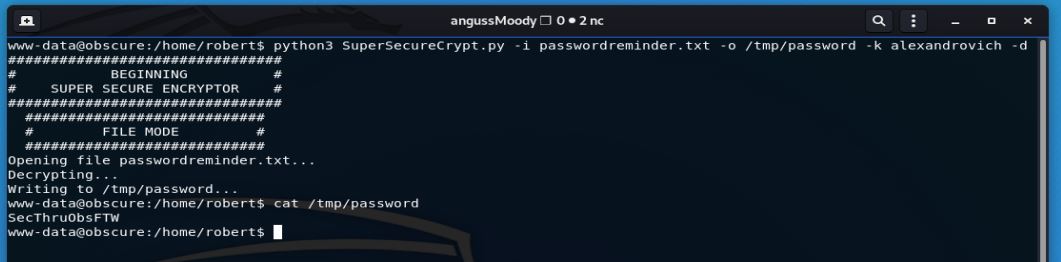 angussMoody ❐ 0 ● 2 nc
www-data@obscure:/home/robert$ python3 SuperSecureCrypt.py -i passwordreminder.txt -o /tmp/password -k alexandrovich -d
################################
#           BEGINNING          #
#    SUPER SECURE ENCRYPTOR    #
################################
  ############################
  #        FILE MODE         #
  ############################
Opening file passwordreminder.txt...
Decrypting...
Writing to /tmp/password...
www-data@obscure:/home/robert$ cat /tmp/password
SecThruObsFTW
www-data@obscure:/home/robert$